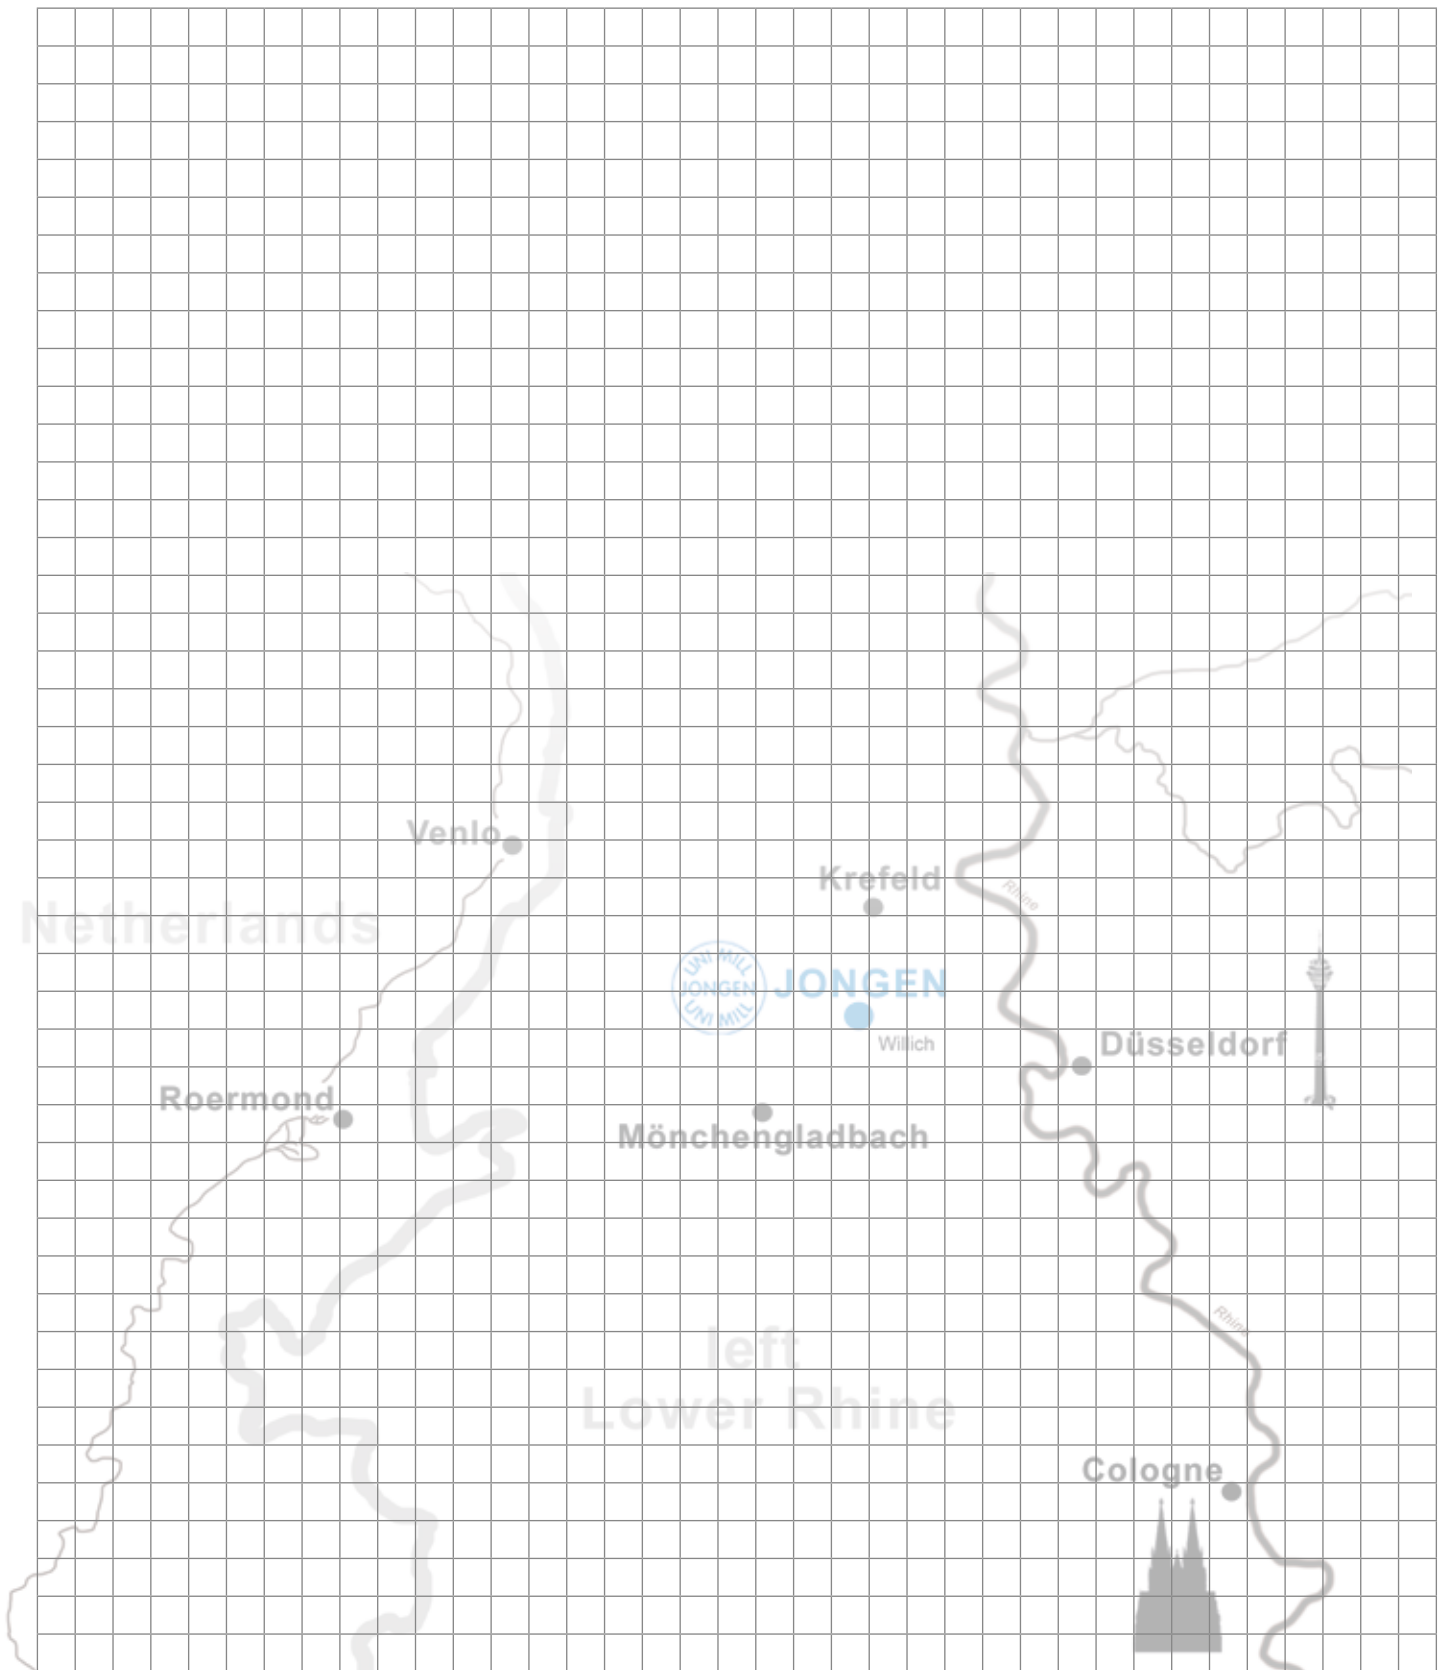 Venlo
Krefeld
Rhine
Netherlands
UNI MILL
JONGEN
UNI MILL
JONGEN
Willich
Düsseldorf
Roermond
Mönchengladbach
Rhine
left
Lower Rhine
Cologne